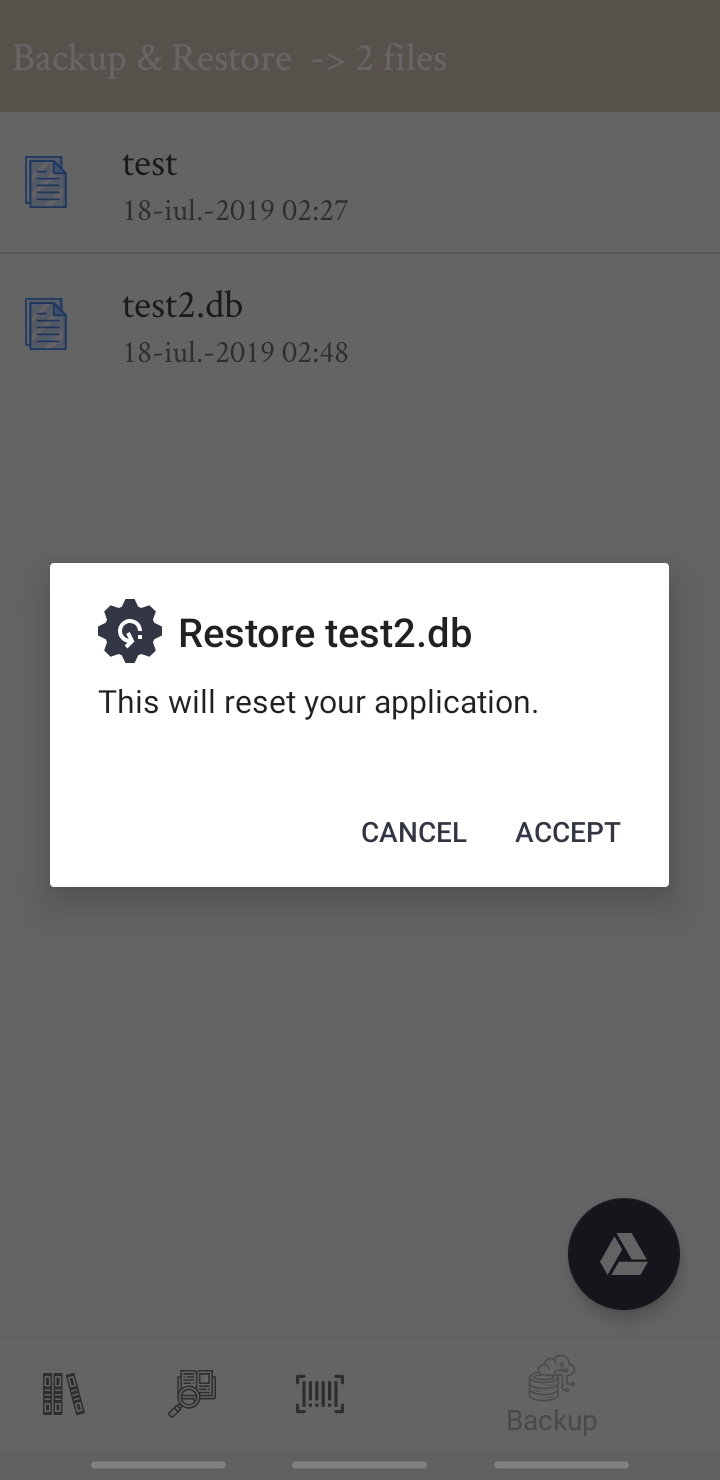 Backup & Restore -> 2 files
test
18-iul.-2019 02:27
test2.db
18-iul.-2019 02:48
Restore test2.db
This will reset your application.
CANCEL ACCEPT
Backup